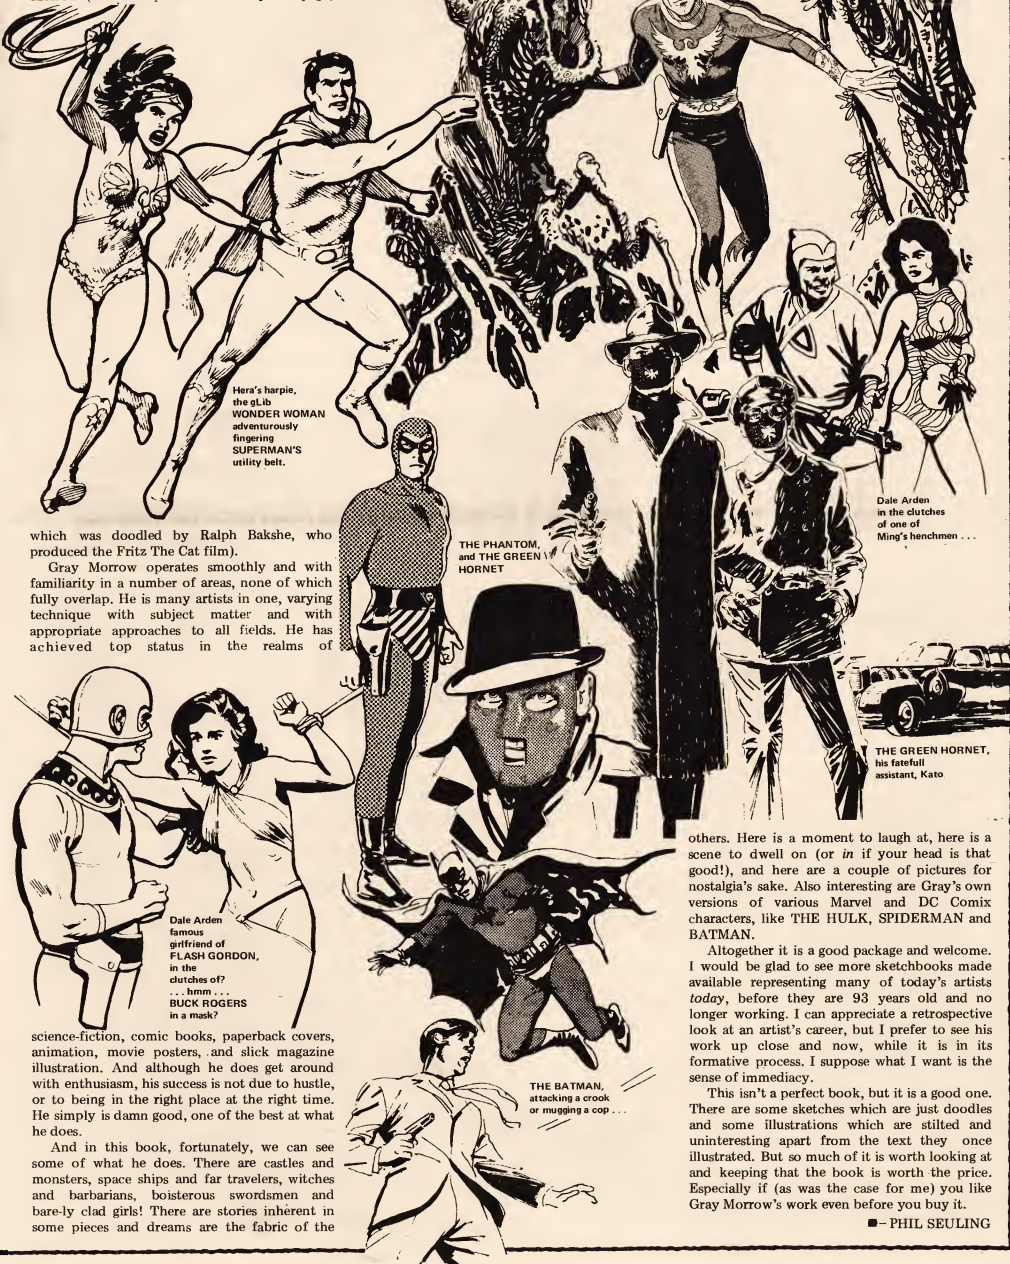 Hera's harpie,
the gLib
WONDER WOMAN
adventurously
fingering
SUPERMAN'S
utility belt.
THE PHANTOM,
and THE GREEN
HORNET
Dale Arden
in the clutches
of one of
Ming's henchmen . . .
which was doodled by Ralph Bakshe, who
produced the Fritz The Cat film).
Gray Morrow operates smoothly and with
familiarity in a number of areas, none of which
fully overlap. He is many artists in one, varying
technique with subject matter and with
appropriate approaches to all fields. He has
achieved top status in the realms of
THE GREEN HORNET,
his fatefull
assistant, Kato
Dale Arden
famous
girlfriend of
FLASH GORDON,
in the
clutches of?
. . . hmm . . .
BUCK ROGERS
in a mask?
science-fiction, comic books, paperback covers,
animation, movie posters, and slick magazine
illustration. And although he does get around
with enthusiasm, his success is not due to hustle,
or to being in the right place at the right time.
He simply is damn good, one of the best at what
he does.
And in this book, fortunately, we can see
some of what he does. There are castles and
monsters, space ships and far travelers, witches
and barbarians, boisterous swordsmen and
bare-ly clad girls! There are stories inherent in
some pieces and dreams are the fabric of the
THE BATMAN,
attacking a crook
or mugging a cop . . .
others. Here is a moment to laugh at, here is a
scene to dwell on (or in if your head is that
good!), and here are a couple of pictures for
nostalgia's sake. Also interesting are Gray's own
versions of various Marvel and DC Comix
characters, like THE HULK, SPIDERMAN and
BATMAN.
Altogether it is a good package and welcome.
I would be glad to see more sketchbooks made
available representing many of today's artists
today, before they are 93 years old and no
longer working. I can appreciate a retrospective
look at an artist's career, but I prefer to see his
work up close and now, while it is in its
formative process. I suppose what I want is the
sense of immediacy.
This isn't a perfect book, but it is a good one.
There are some sketches which are just doodles
and some illustrations which are stilted and
uninteresting apart from the text they once
illustrated. But so much of it is worth looking at
and keeping that the book is worth the price.
Especially if (as was the case for me) you like
Gray Morrow's work even before you buy it.
– PHIL SEULING